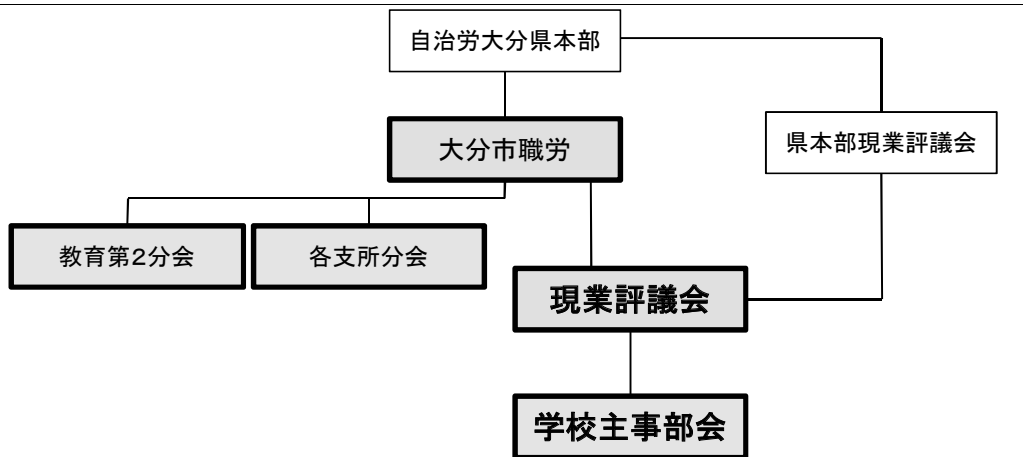 自治労大分県本部
大分市職労
県本部現業評議会
教育第２分会
各支所分会
現業評議会
学校主事部会